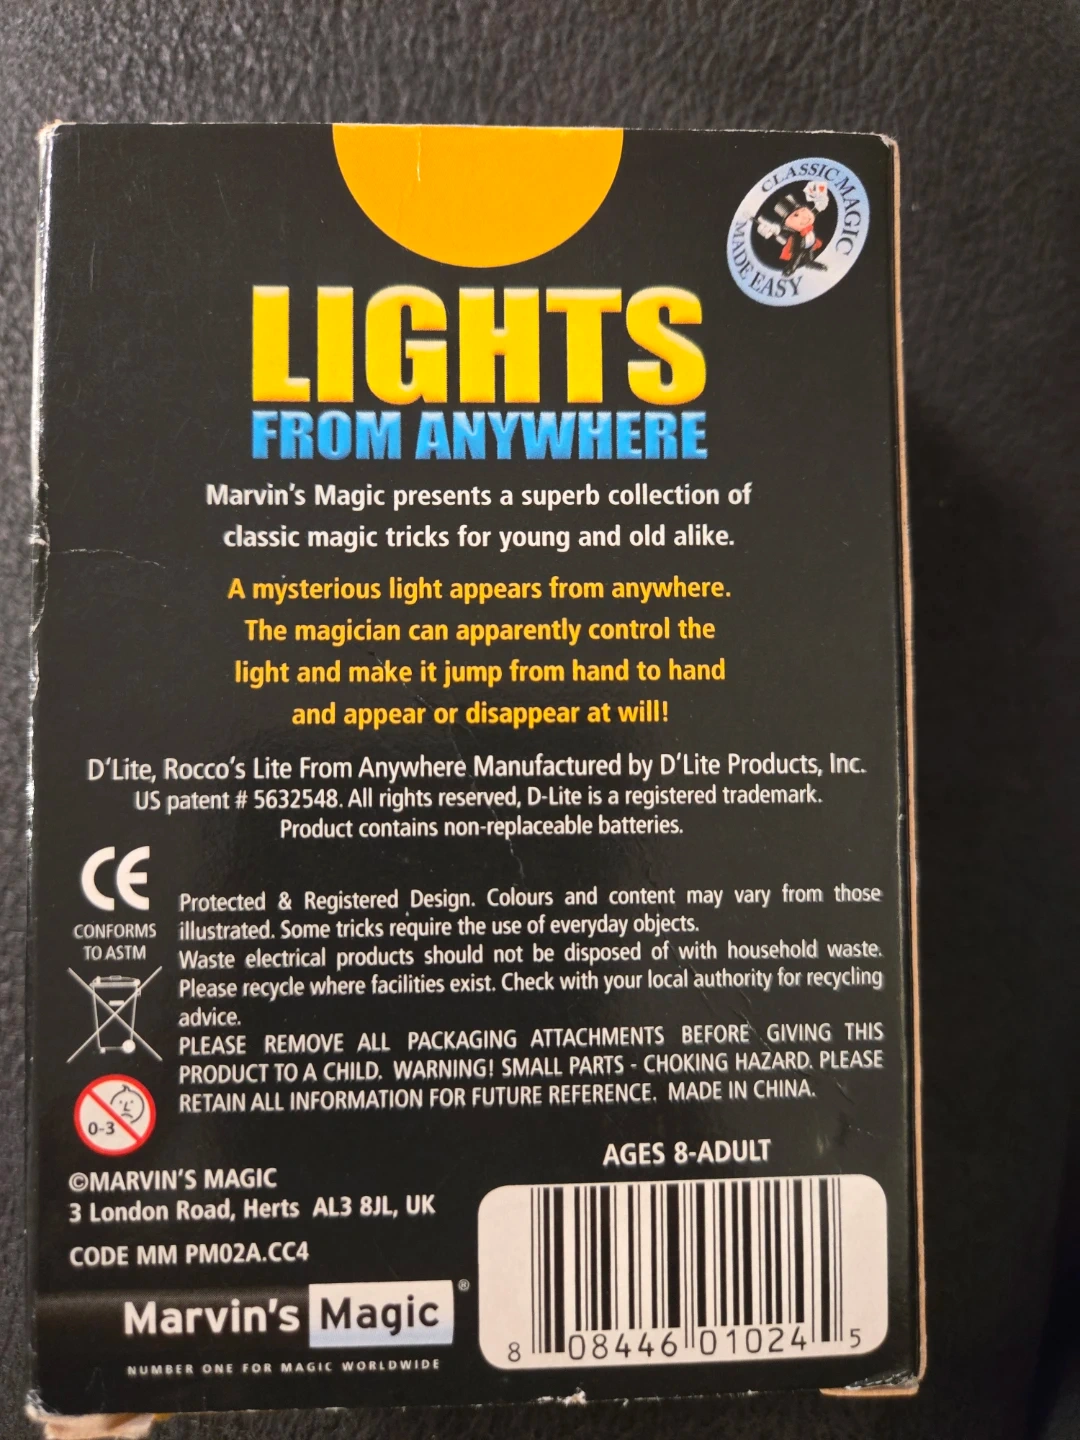 CLASSIC MAGIC
MADE EASY
LIGHTS
FROM ANYWHERE
Marvin's Magic presents a superb collection of
classic magic tricks for young and old alike.
A mysterious light appears from anywhere.
The magician can apparently control the
light and make it jump from hand to hand
and appear or disappear at will!
D'Lite, Rocco's Lite From Anywhere Manufactured by D'Lite Products, Inc.
US patent # 5632548. All rights reserved, D-Lite is a registered trademark.
Product contains non-replaceable batteries.
CE
CONFORMS
TO ASTM
Protected & Registered Design. Colours and content may vary from those
illustrated. Some tricks require the use of everyday objects.
Waste electrical products should not be disposed of with household waste.
Please recycle where facilities exist. Check with your local authority for recycling
advice.
PLEASE REMOVE ALL PACKAGING ATTACHMENTS BEFORE GIVING THIS
PRODUCT TO A CHILD. WARNING! SMALL PARTS - CHOKING HAZARD. PLEASE
RETAIN ALL INFORMATION FOR FUTURE REFERENCE. MADE IN CHINA.
0-3
AGES 8-ADULT
©MARVIN'S MAGIC
3 London Road, Herts AL3 8JL, UK
CODE MM PM02A.CC4
Marvin's Magic®
NUMBER ONE FOR MAGIC WORLDWIDE
8 08446 01024 5